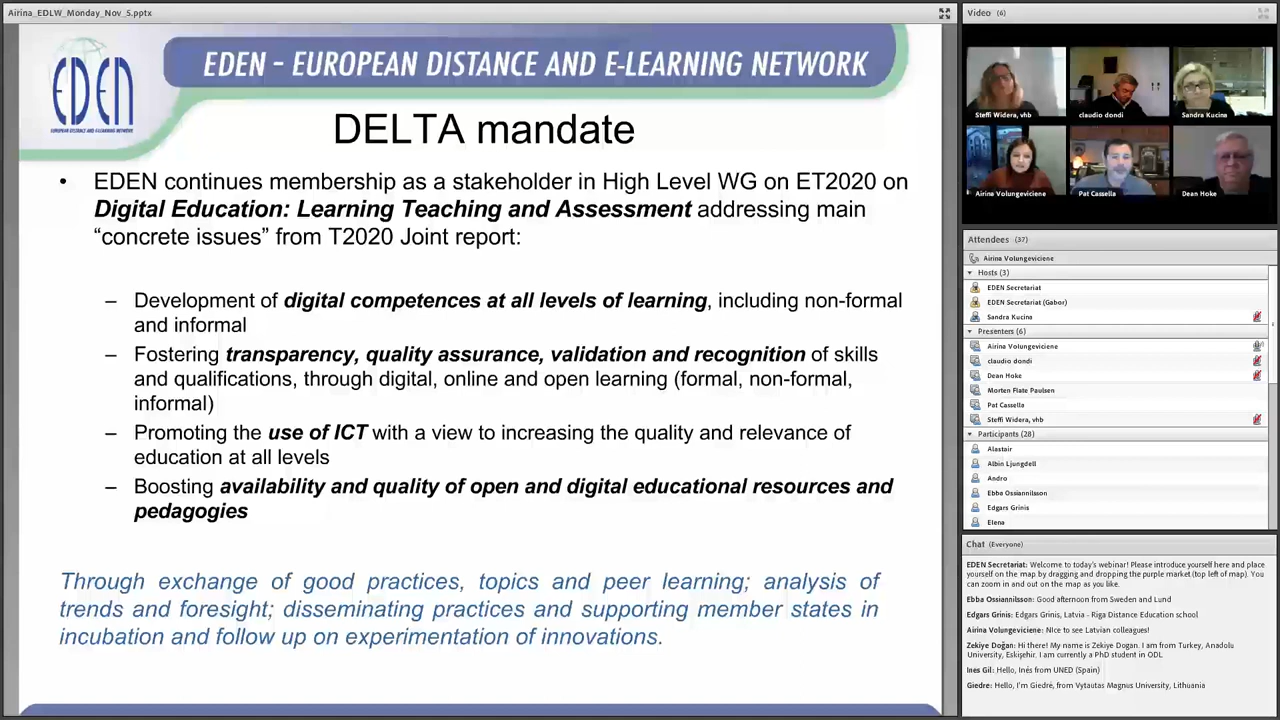 Airina_EDLW_Monday_Nov_5.pptx
EDEN
EUROPEAN DISTANCE AND E-LEARNING NETWORK
EDEN – EUROPEAN DISTANCE AND E-LEARNING NETWORK
DELTA mandate
• EDEN continues membership as a stakeholder in High Level WG on ET2020 on
Digital Education: Learning Teaching and Assessment addressing main
“concrete issues” from T2020 Joint report:
– Development of digital competences at all levels of learning, including non-formal
and informal
– Fostering transparency, quality assurance, validation and recognition of skills
and qualifications, through digital, online and open learning (formal, non-formal,
informal)
– Promoting the use of ICT with a view to increasing the quality and relevance of
education at all levels
– Boosting availability and quality of open and digital educational resources and
pedagogies
Through exchange of good practices, topics and peer learning; analysis of
trends and foresight; disseminating practices and supporting member states in
incubation and follow up on experimentation of innovations.
Video (6)
Steffi Widera, vhb
claudio dondi
Sandra Kucina
Airina Volungeviciene
Pat Cassella
Dean Hoke
Attendees (37)
Airina Volungeviciene
Hosts (3)
EDEN Secretariat
EDEN Secretariat (Gabor)
Sandra Kucina
Presenters (6)
Airina Volungeviciene
claudio dondi
Dean Hoke
Morten Flate Paulsen
Pat Cassella
Steffi Widera, vhb
Participants (28)
Alastair
Albin Ljungdell
Andro
Ebba Ossiannilsson
Edgars Grinis
Elena
Chat (Everyone)
EDEN Secretariat: Welcome to today's webinar! Please introduce yourself here and place
yourself on the map by dragging and dropping the purple market (top left of map). You
can zoom in and out on the map as you like.
Ebba Ossiannilsson: Good afternoon from Sweden and Lund
Edgars Grinis: Edgars Grinis, Latvia - Riga Distance Education school
Airina Volungeviciene: NIce to see Latvian colleagues!
Zekiye Doğan: Hi there! My name is Zekiye Dogan. I am from Turkey, Anadolu
University, Eskişehir. I am currently a PhD student in ODL
Ines Gil: Hello, Inés from UNED (Spain)
Giedre: Hello, I'm Giedrė, from Vytautas Magnus University, Lithuania